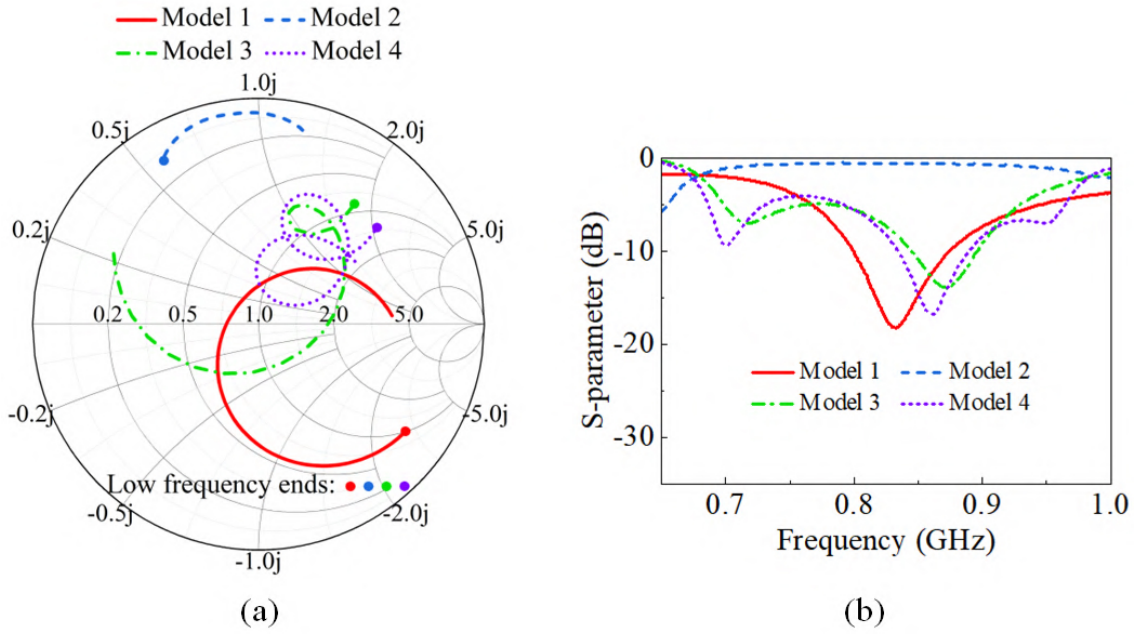 Model 1 Model 2
Model 3 Model 4
1.0j
0.5j 2.0j
0.2j 5.0j
0.2 0.5 1.0 2.0 5.0
-0.2j -5.0j
Low frequency ends:
-0.5j -2.0j
-1.0j
(a)
S-parameter (dB)
0
-10
-20
-30
Model 1 Model 2
Model 3 Model 4
0.7 0.8 0.9 1.0
Frequency (GHz)
(b)